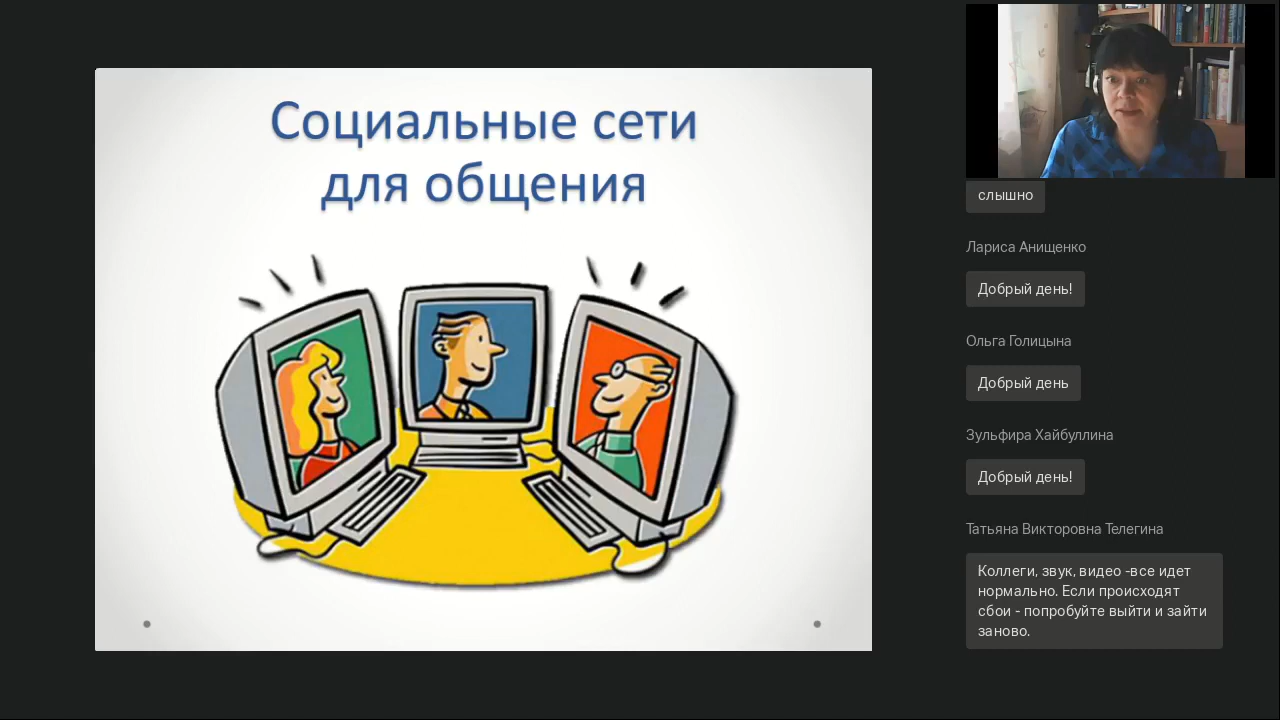 Социальные сети
для общения
слышно
Лариса Анищенко
Добрый день!
Ольга Голицына
Добрый день
Зульфира Хайбуллина
Добрый день!
Татьяна Викторовна Телегина
Коллеги, звук, видео -все идет
нормально. Если происходят
сбои - попробуйте выйти и зайти
заново.